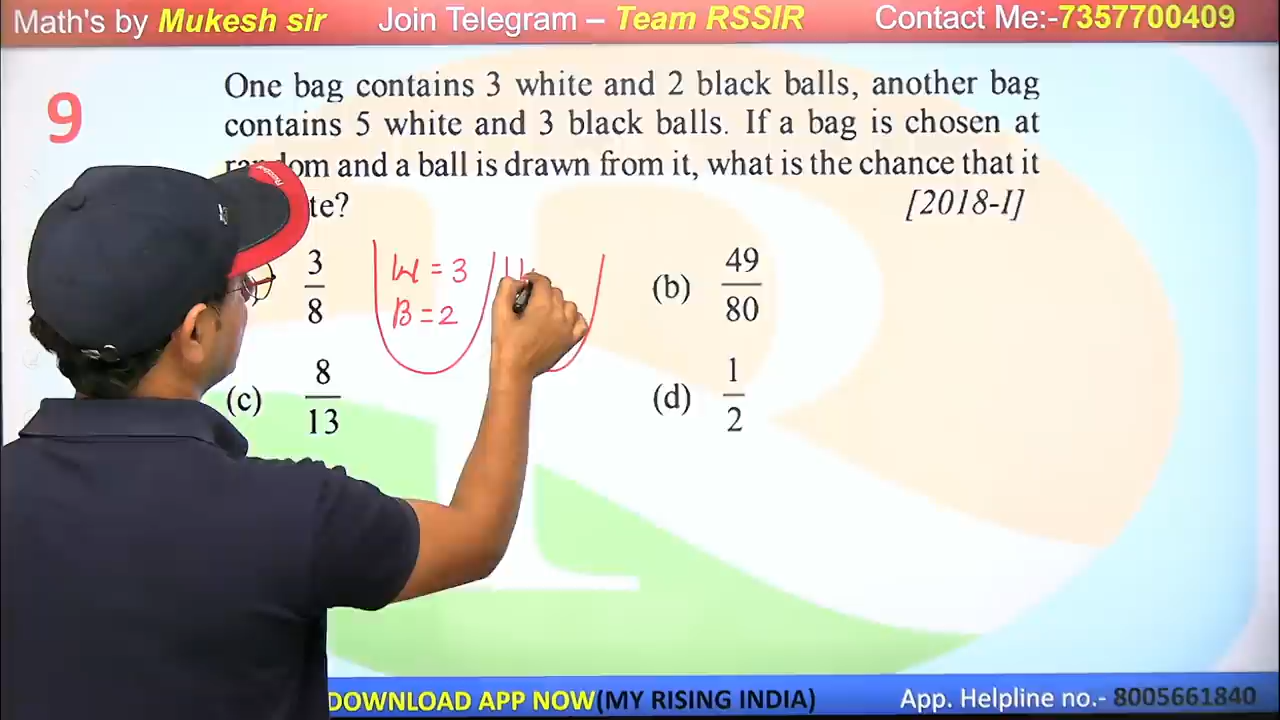 Math's by Mukesh sir Join Telegram – Team RSSIR Contact Me:-7357700409
9
One bag contains 3 white and 2 black balls, another bag
contains 5 white and 3 black balls. If a bag is chosen at
and a ball is drawn from it, what is the chance that it
[2018-I]
3/8
W = 3
B = 2
(b) 49/80
(c) 8/13
(d) 1/2
DOWNLOAD APP NOW(MY RISING INDIA) App. Helpline no.- 8005661840